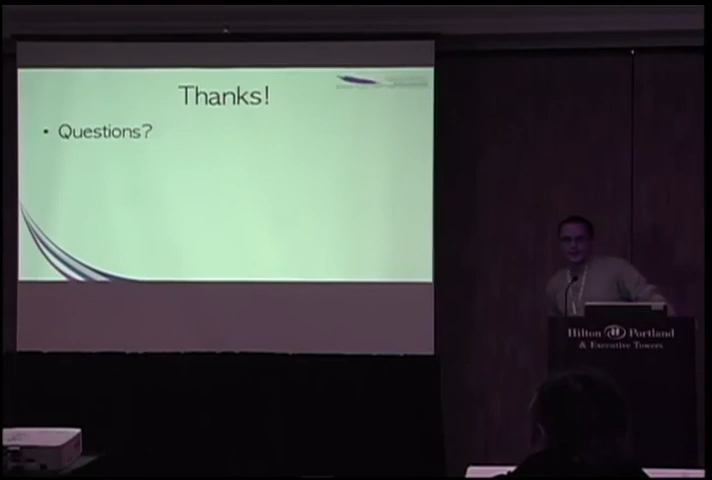 Thanks!
• Questions?
Hilton Portland
& Executive Towers